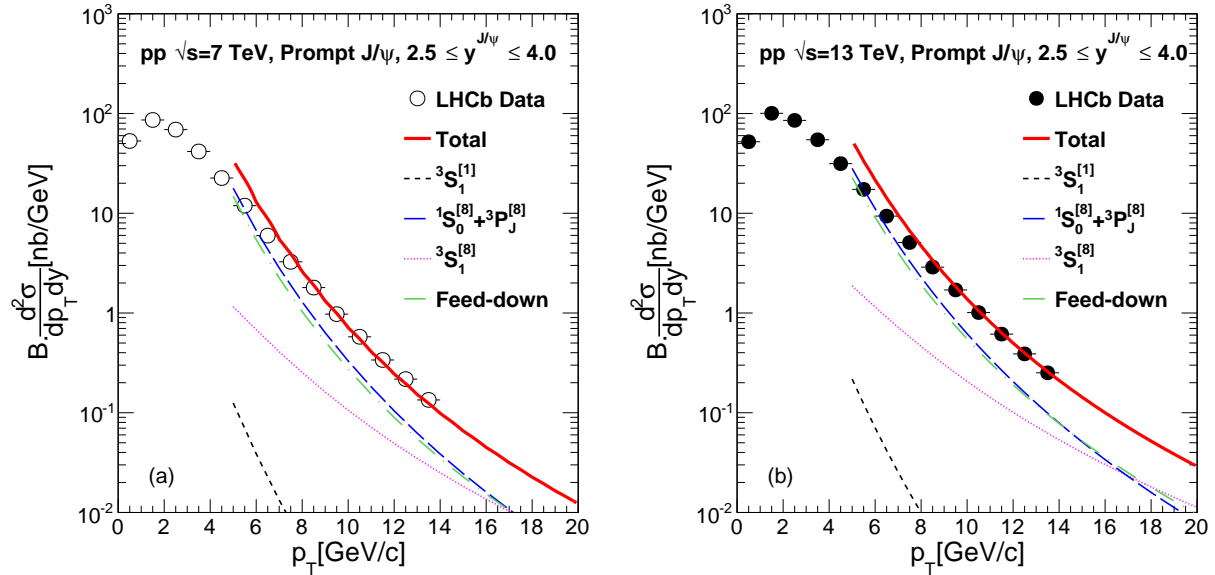 pp √s=7 TeV, Prompt J/ψ, 2.5 ≤ y^{J/ψ} ≤ 4.0
LHCb Data
Total
³S₁^{[1]}
¹S₀^{[8]}+³P_J^{[8]}
³S₁^{[8]}
Feed-down
(a)
B.\frac{d²σ}{dp_T dy}[nb/GeV]
10³
10²
10
1
10⁻¹
10⁻²
0 2 4 6 8 10 12 14 16 18 20
p_T[GeV/c]
pp √s=13 TeV, Prompt J/ψ, 2.5 ≤ y^{J/ψ} ≤ 4.0
LHCb Data
Total
³S₁^{[1]}
¹S₀^{[8]}+³P_J^{[8]}
³S₁^{[8]}
Feed-down
(b)
B.\frac{d²σ}{dp_T dy}[nb/GeV]
10³
10²
10
1
10⁻¹
10⁻²
0 2 4 6 8 10 12 14 16 18 20
p_T[GeV/c]